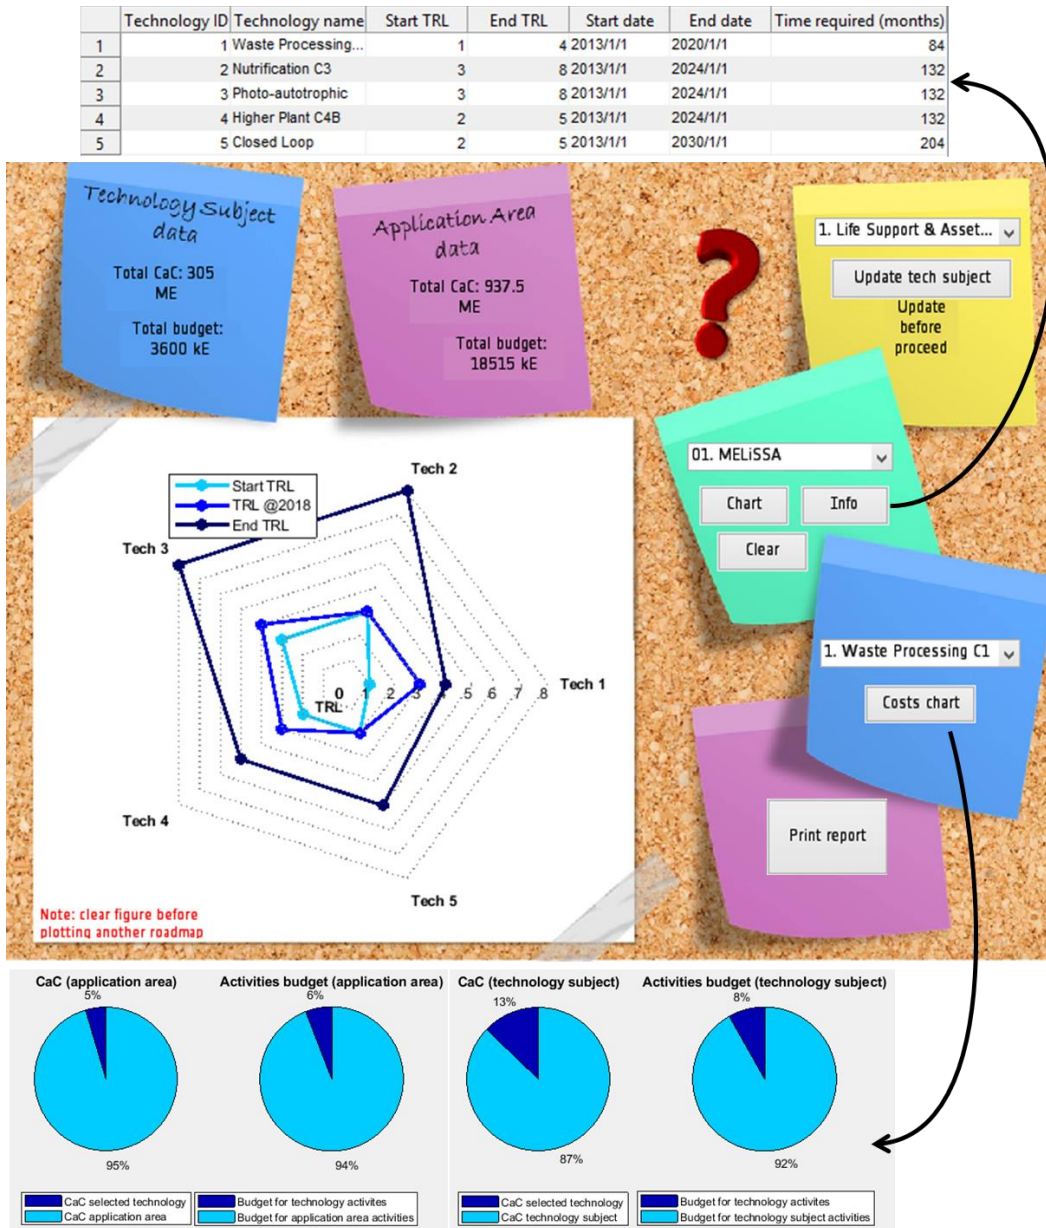 Technology ID Technology name Start TRL End TRL Start date End date Time required (months)
1 1 Waste Processing... 1 4 2013/1/1 2020/1/1 84
2 2 Nutrification C3 3 8 2013/1/1 2024/1/1 132
3 3 Photo-autotrophic 3 8 2013/1/1 2024/1/1 132
4 4 Higher Plant C4B 2 5 2013/1/1 2024/1/1 132
5 5 Closed Loop 2 5 2013/1/1 2030/1/1 204
Technology Subject
data
Total CaC: 305
ME
Total budget:
3600 kE
Application Area
data
Total CaC: 937.5
ME
Total budget:
18515 kE
?
1. Life Support & Asset...
Update tech subject
Update
before
proceed
01. MELiSSA
Chart Info
Clear
1. Waste Processing C1
Costs chart
Print report
Start TRL
TRL @2018
End TRL
Tech 2
Tech 3
Tech 1
0 1 2 3 4 5 6 7 8
TRL
Tech 4
Tech 5
Note: clear figure before
plotting another roadmap
CaC (application area)
5%
95%
CaC selected technology
CaC application area
Activities budget (application area)
6%
94%
Budget for technology activites
Budget for application area activities
CaC (technology subject)
13%
87%
CaC selected technology
CaC technology subject
Activities budget (technology subject)
8%
92%
Budget for technology activites
Budget for technology subject activities